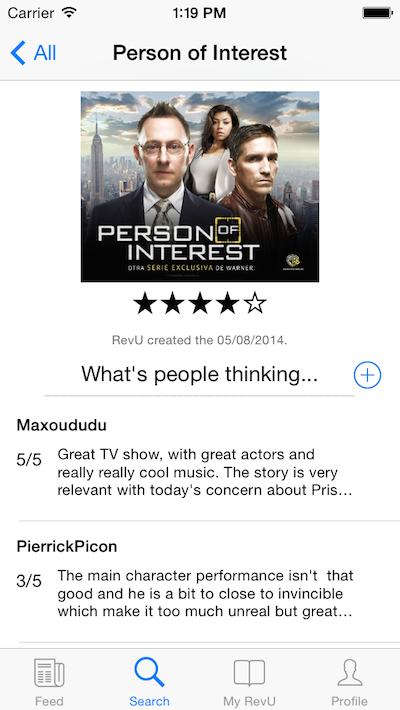 Carrier 1:19 PM
All Person of Interest
PERSON OF
INTEREST
OTRA SERIE EXCLUSIVA DE WARNER.
RevU created the 05/08/2014.
What's people thinking...
Maxoududu
5/5
Great TV show, with great actors and
really really cool music. The story is very
relevant with today's concern about Pris...
PierrickPicon
3/5
The main character performance isn't that
good and he is a bit to close to invincible
which make it too much unreal but great...
Feed Search My RevU Profile